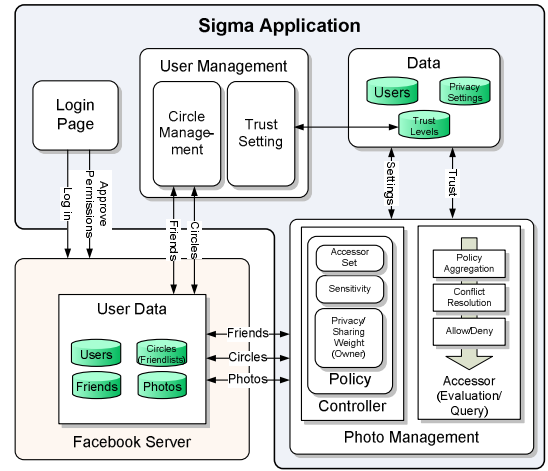 Sigma Application
User Management
Data
Login
Page
Circle
Manage-
ment
Trust
Setting
Users
Privacy
Settings
Trust
Levels
Log in
Approve
Permissions
Friends
Circles
Settings
Trust
User Data
Users
Circles
(Friendlists)
Friends
Photos
Facebook Server
Friends
Circles
Photos
Accessor
Set
Sensitivity
Privacy/
Sharing
Weight
(Owner)
Policy
Controller
Policy
Aggregation
Conflict
Resolution
Allow/Deny
Accessor
(Evaluation/
Query)
Photo Management